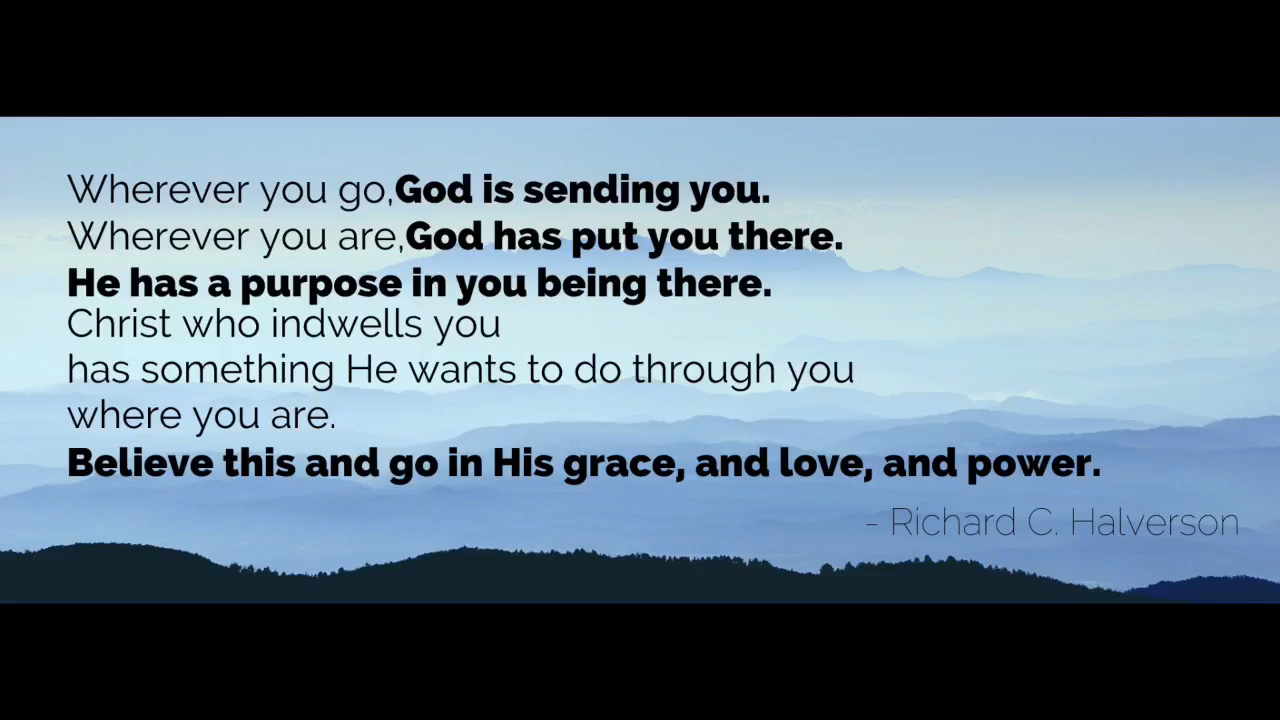 Wherever you go,God is sending you.
Wherever you are,God has put you there.
He has a purpose in you being there.
Christ who indwells you
has something He wants to do through you
where you are.
Believe this and go in His grace, and love, and power.
- Richard C. Halverson